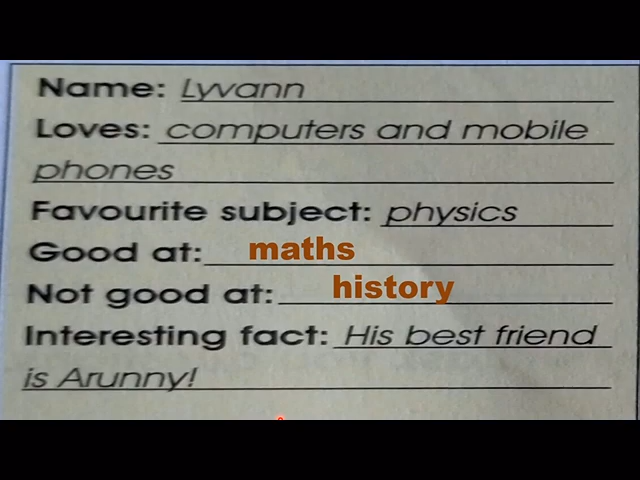 Name: Lyvann
Loves: computers and mobile
phones
Favourite subject: physics
Good at: maths
Not good at: history
Interesting fact: His best friend
is Arunny!